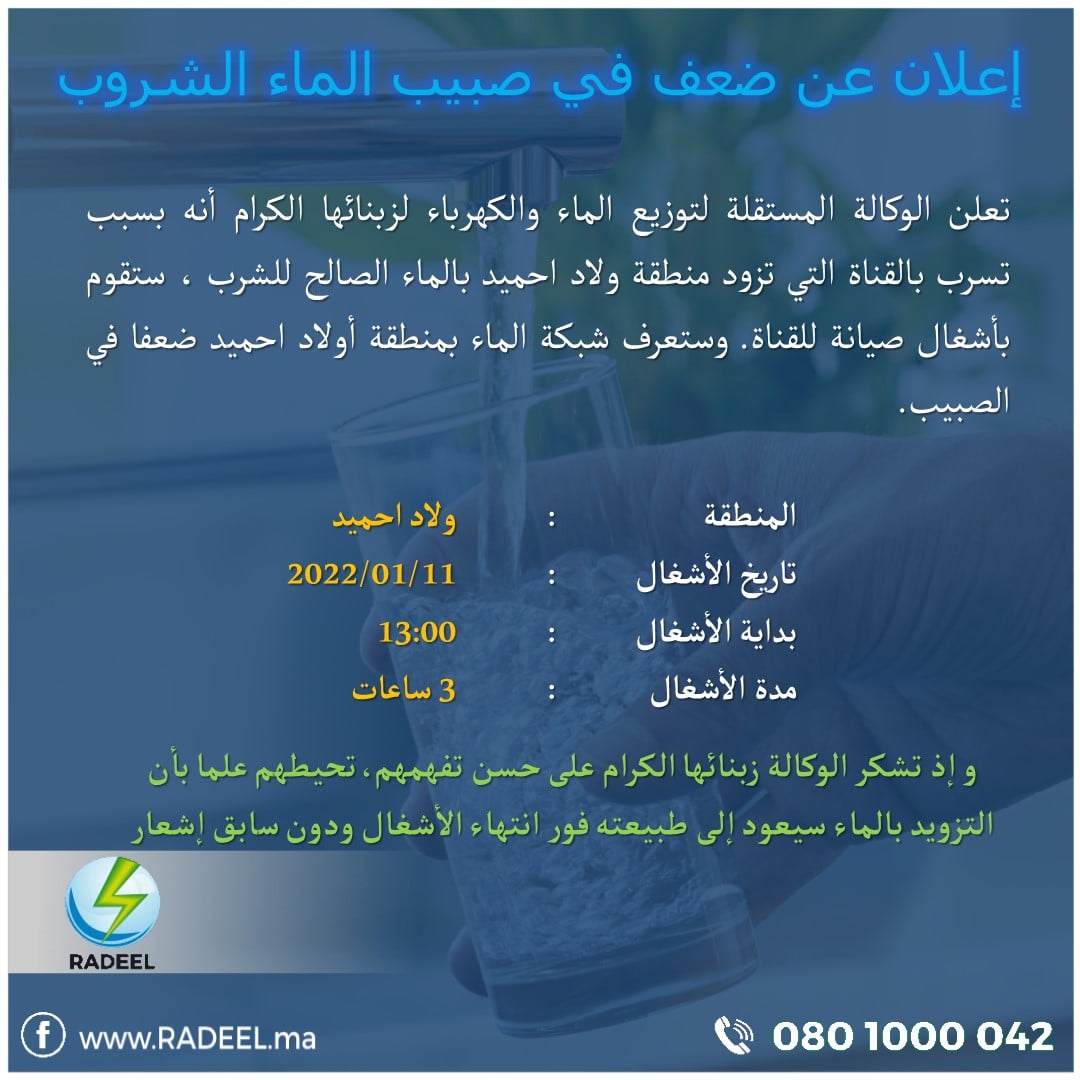 إعلان عن ضعف في صبيب الماء الشروب
تعلن الوكالة المستقلة لتوزيع الماء والكهرباء لزبنائها الكرام أنه بسبب
تسرب بالقناة التي تزود منطقة ولاد احميد بالماء الصالح للشرب ، ستقوم
بأشغال صيانة للقناة. وستعرف شبكة الماء بمنطقة أولاد احميد ضعفا في
الصبيب.
المنطقة : ولاد احميد
تاريخ الأشغال : 2022/01/11
بداية الأشغال : 13:00
مدة الأشغال : 3 ساعات
و إذ تشكر الوكالة زبنائها الكرام على حسن تفهمهم، تحيطهم علما بأن
التزويد بالماء سيعود إلى طبيعته فور انتهاء الأشغال ودون سابق إشعار
RADEEL
f www.RADEEL.ma
080 1000 042